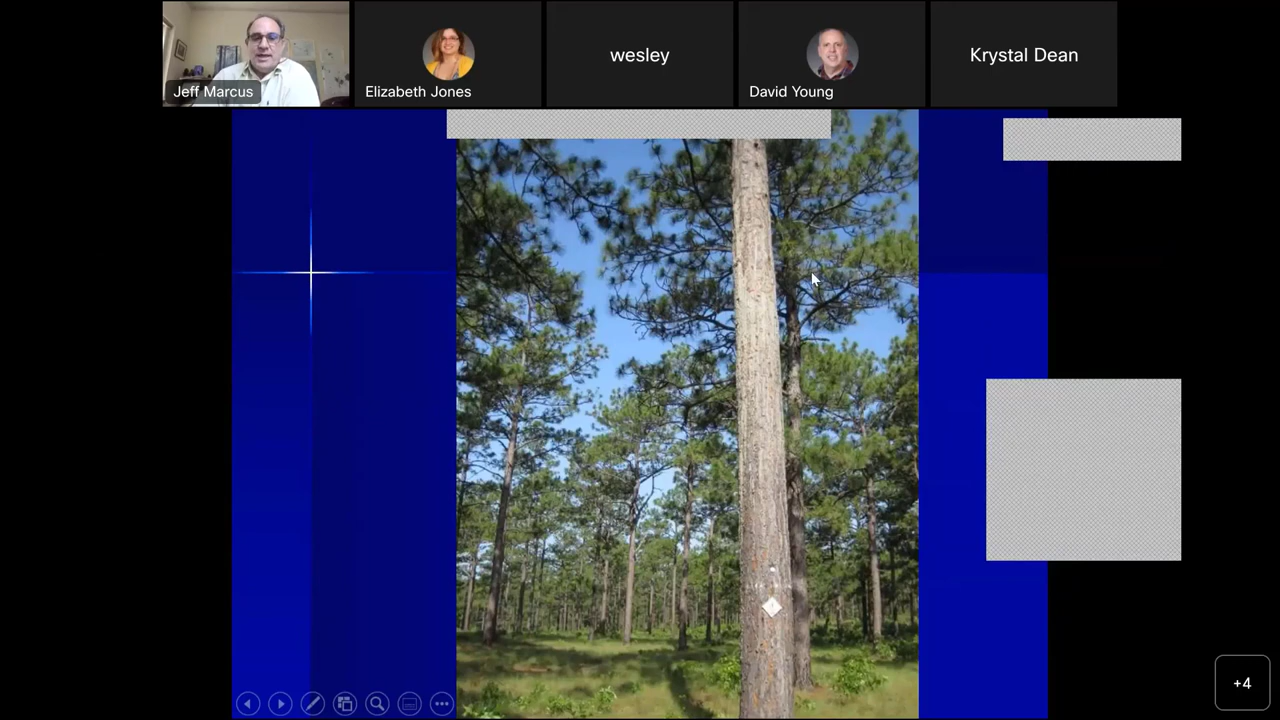 Jeff Marcus
Elizabeth Jones
wesley
David Young
Krystal Dean
+4